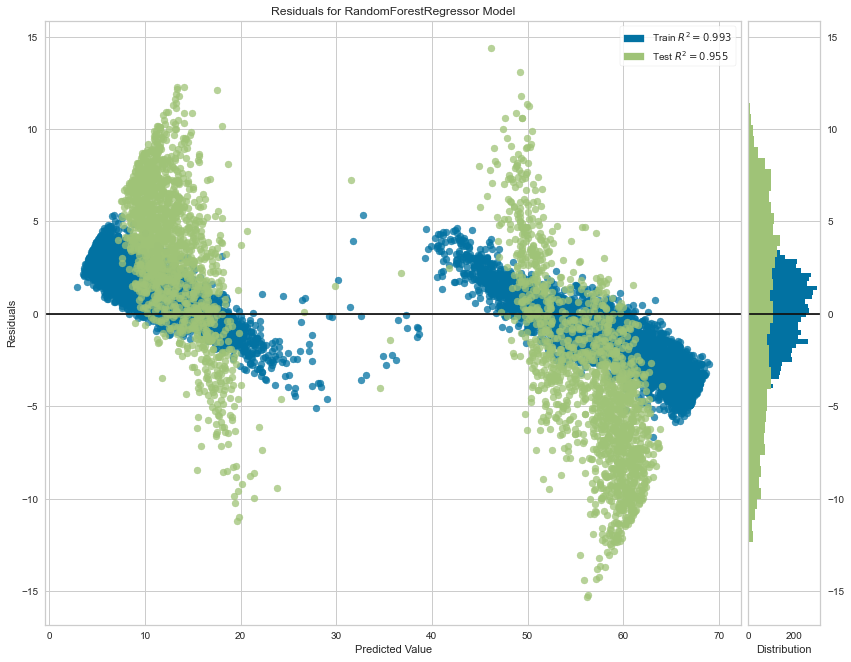 Residuals for RandomForestRegressor Model
Train R² = 0.993
Test R² = 0.955
Residuals
15
10
5
0
−5
−10
−15
0 10 20 30 40 50 60 70
Predicted Value
15
10
5
0
−5
−10
−15
0 200
Distribution